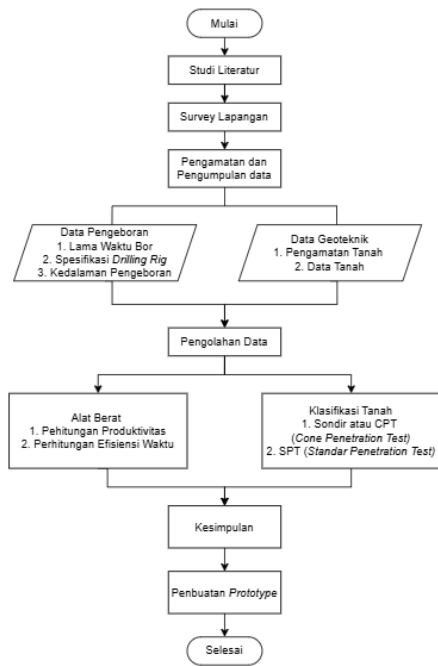 Mulai
Studi Literatur
Survey Lapangan
Pengamatan dan
Pengumpulan data
Data Pengeboran
1. Lama Waktu Bor
2. Spesifikasi Drilling Rig
3. Kedalaman Pengeboran
Data Geoteknik
1. Pengamatan Tanah
2. Data Tanah
Pengolahan Data
Alat Berat
1. Pehitungan Produktivitas
2. Perhitungan Efisiensi Waktu
Klasifikasi Tanah
1. Sondir atau CPT
(Cone Penetration Test)
2. SPT (Standar Penetration Test)
Kesimpulan
Penbuatan Prototype
Selesai